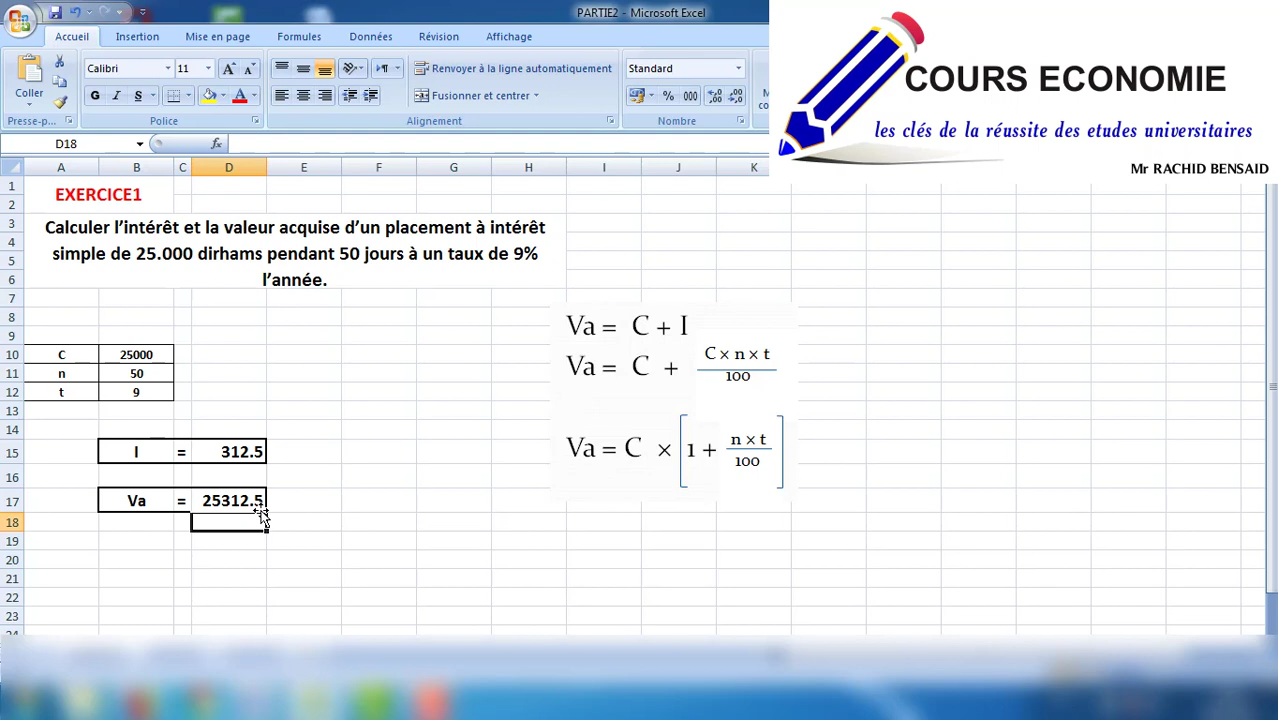 PARTIE2 - Microsoft Excel
Accueil Insertion Mise en page Formules Données Révision Affichage
Calibri 11 Renvoyer à la ligne automatiquement Standard
Coller G I S Fusionner et centrer % 000
Presse-p... Police Alignement Nombre
COURS ECONOMIE
les clés de la réussite des etudes universitaires
Mr RACHID BENSAID
D18 fx
A B C D E F G H I J K
1
2
EXERCICE1
3
4
5
6
Calculer l'intérêt et la valeur acquise d'un placement à intérêt
simple de 25.000 dirhams pendant 50 jours à un taux de 9%
l'année.
7
8
9
Va = C + I
10 C 25000
Va = C + C × n × t
100
11 n 50
12 t 9
13
14
15 I = 312.5
Va = C × [ 1 + n × t
100 ]
16
17 Va = 25312.5
18
19
20
21
22
23
24